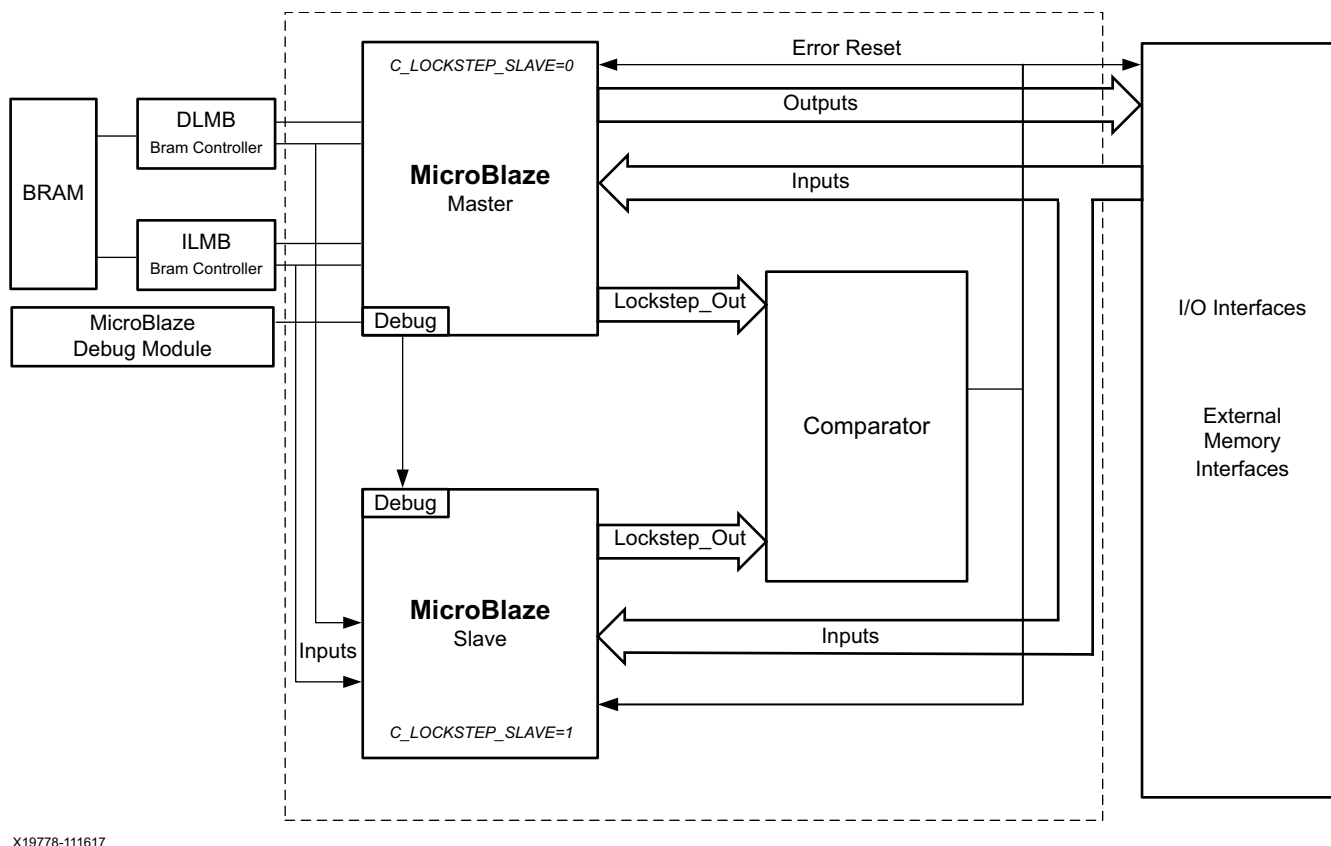 C_LOCKSTEP_SLAVE=0
Error Reset
Outputs
DLMB
Bram Controller
BRAM
MicroBlaze
Master
Inputs
ILMB
Bram Controller
Lockstep_Out
I/O Interfaces
MicroBlaze
Debug Module
Debug
Comparator
External
Memory
Interfaces
Debug
Lockstep_Out
MicroBlaze
Slave
Inputs
Inputs
C_LOCKSTEP_SLAVE=1
X19778-111617